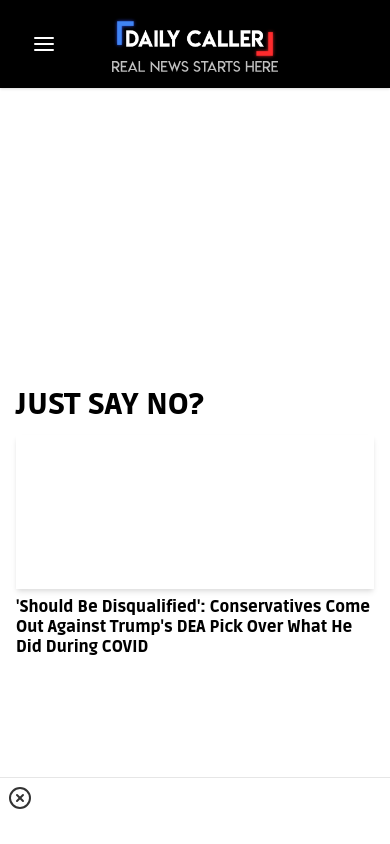 DAILY CALLER
REAL NEWS STARTS HERE
JUST SAY NO?
'Should Be Disqualified': Conservatives Come
Out Against Trump's DEA Pick Over What He
Did During COVID